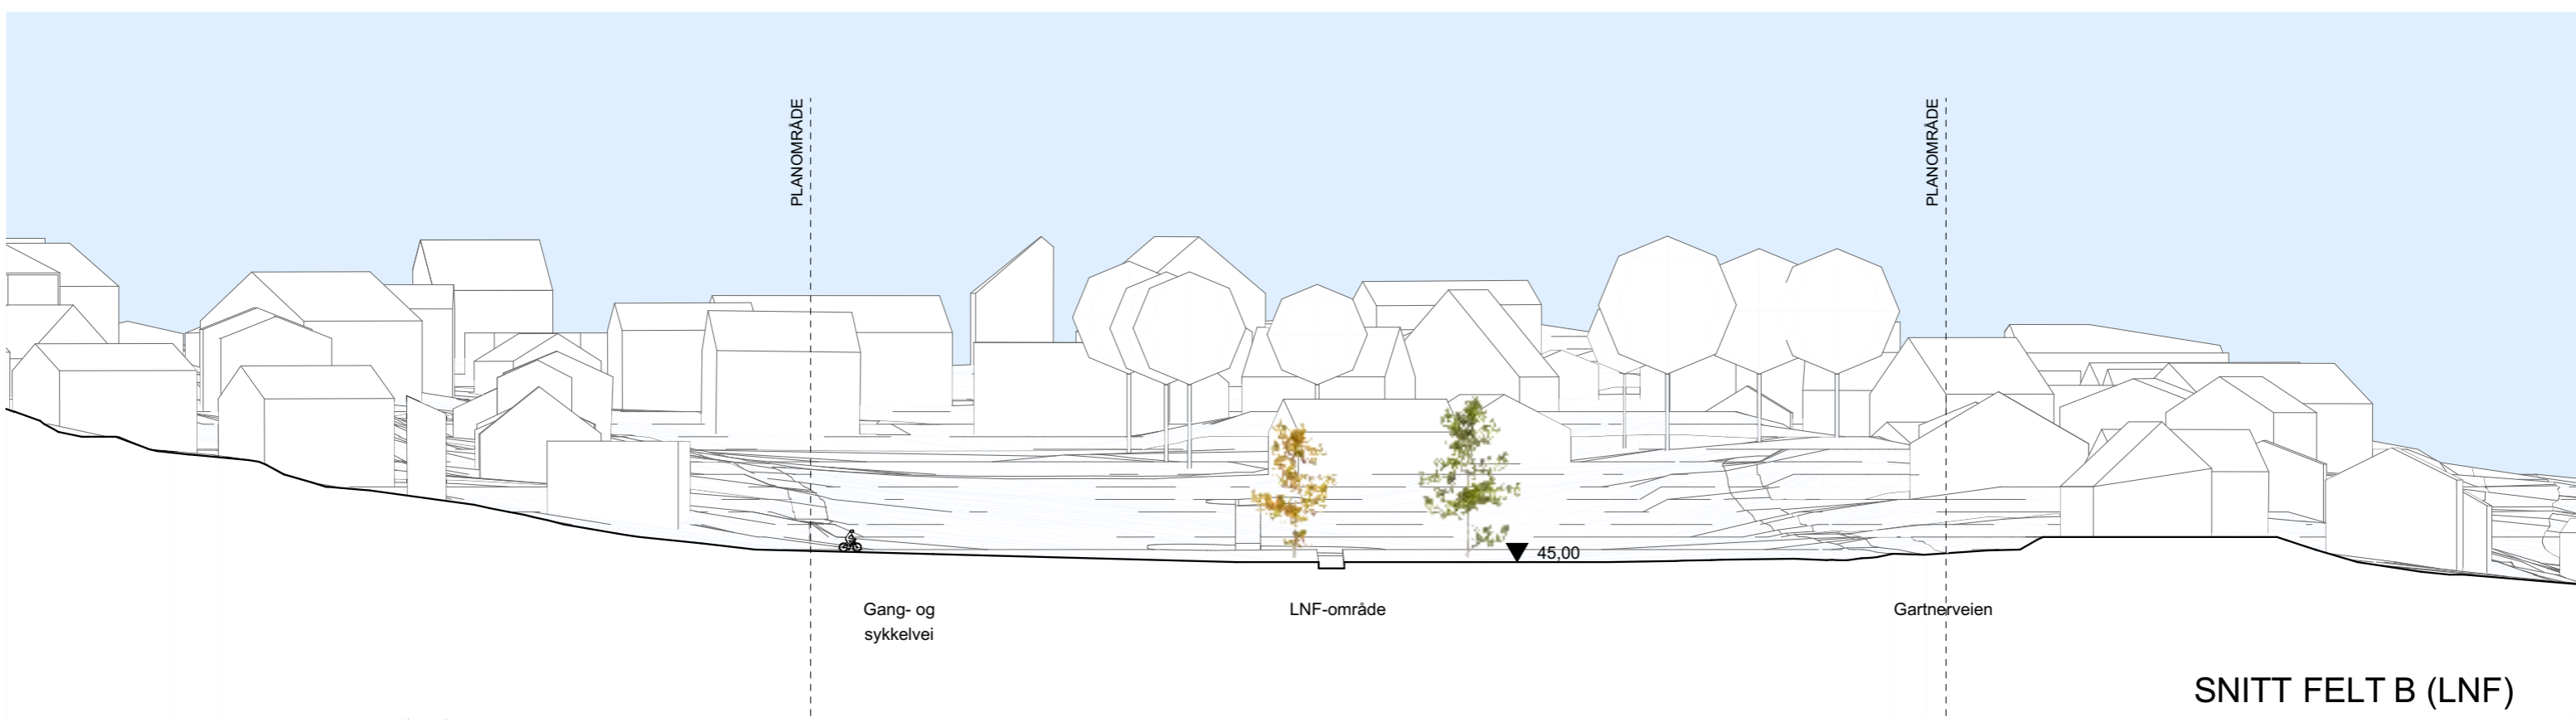 PLANOMRÅDE
PLANOMRÅDE
45,00
Gang- og
sykkelvei
LNF-område
Gartnerveien
SNITT FELT B (LNF)